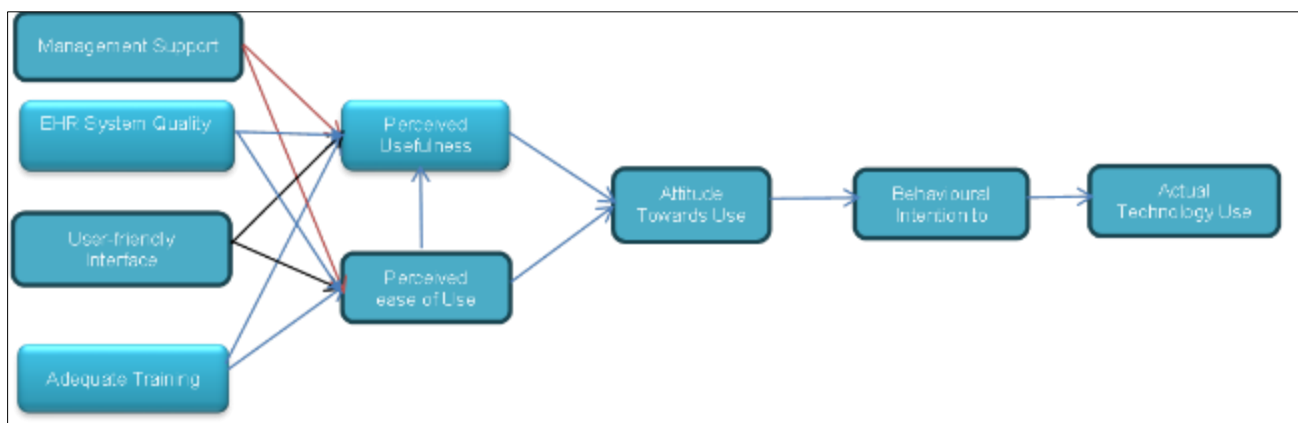 Management Support
EHR System Quality
User-friendly
Interface
Adequate Training
Perceived
Usefulness
Perceived
ease of Use
Attitude
Towards Use
Behavioural
Intention to
Actual
Technology Use